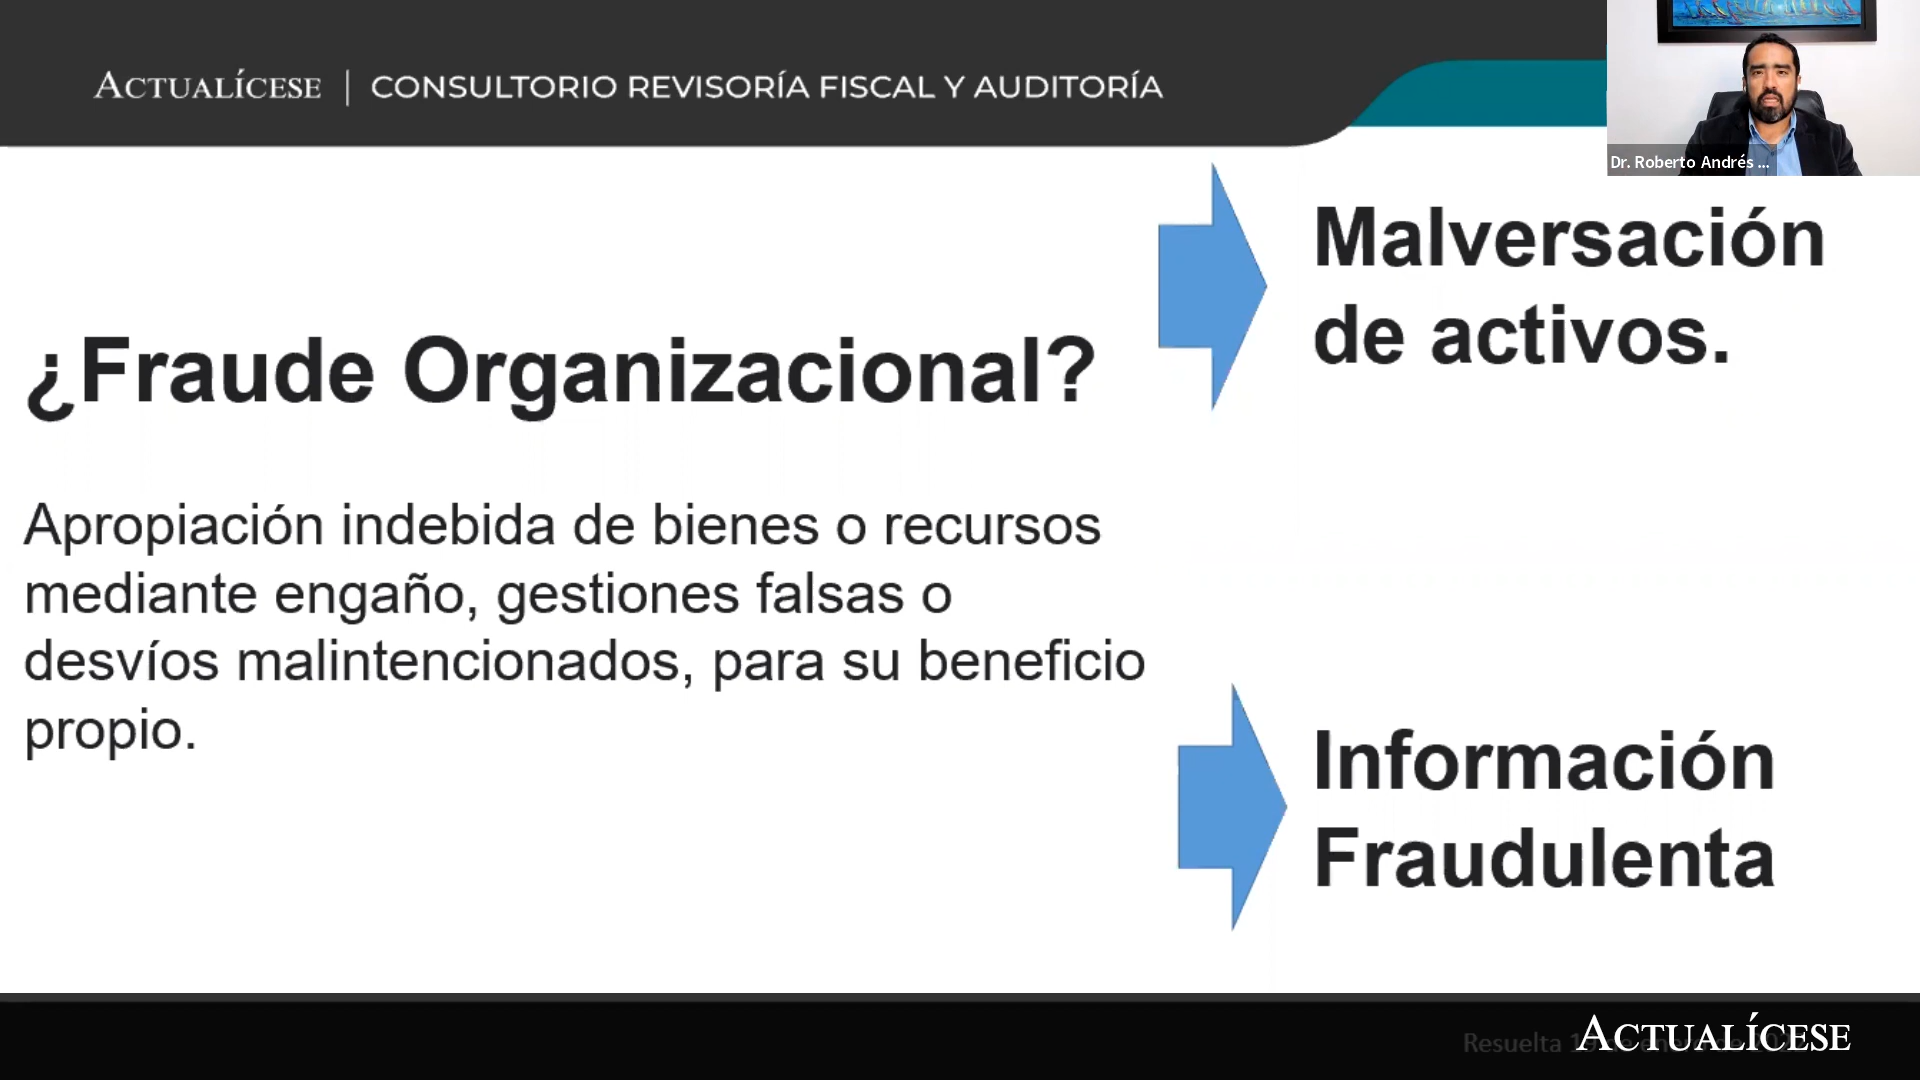 ACTUALÍCESE | CONSULTORIO REVISORÍA FISCAL Y AUDITORÍA
Dr. Roberto Andrés ...
¿Fraude Organizacional?
Apropiación indebida de bienes o recursos
mediante engaño, gestiones falsas o
desvíos malintencionados, para su beneficio
propio.
Malversación
de activos.
Información
Fraudulenta
Resuelta
ACTUALÍCESE